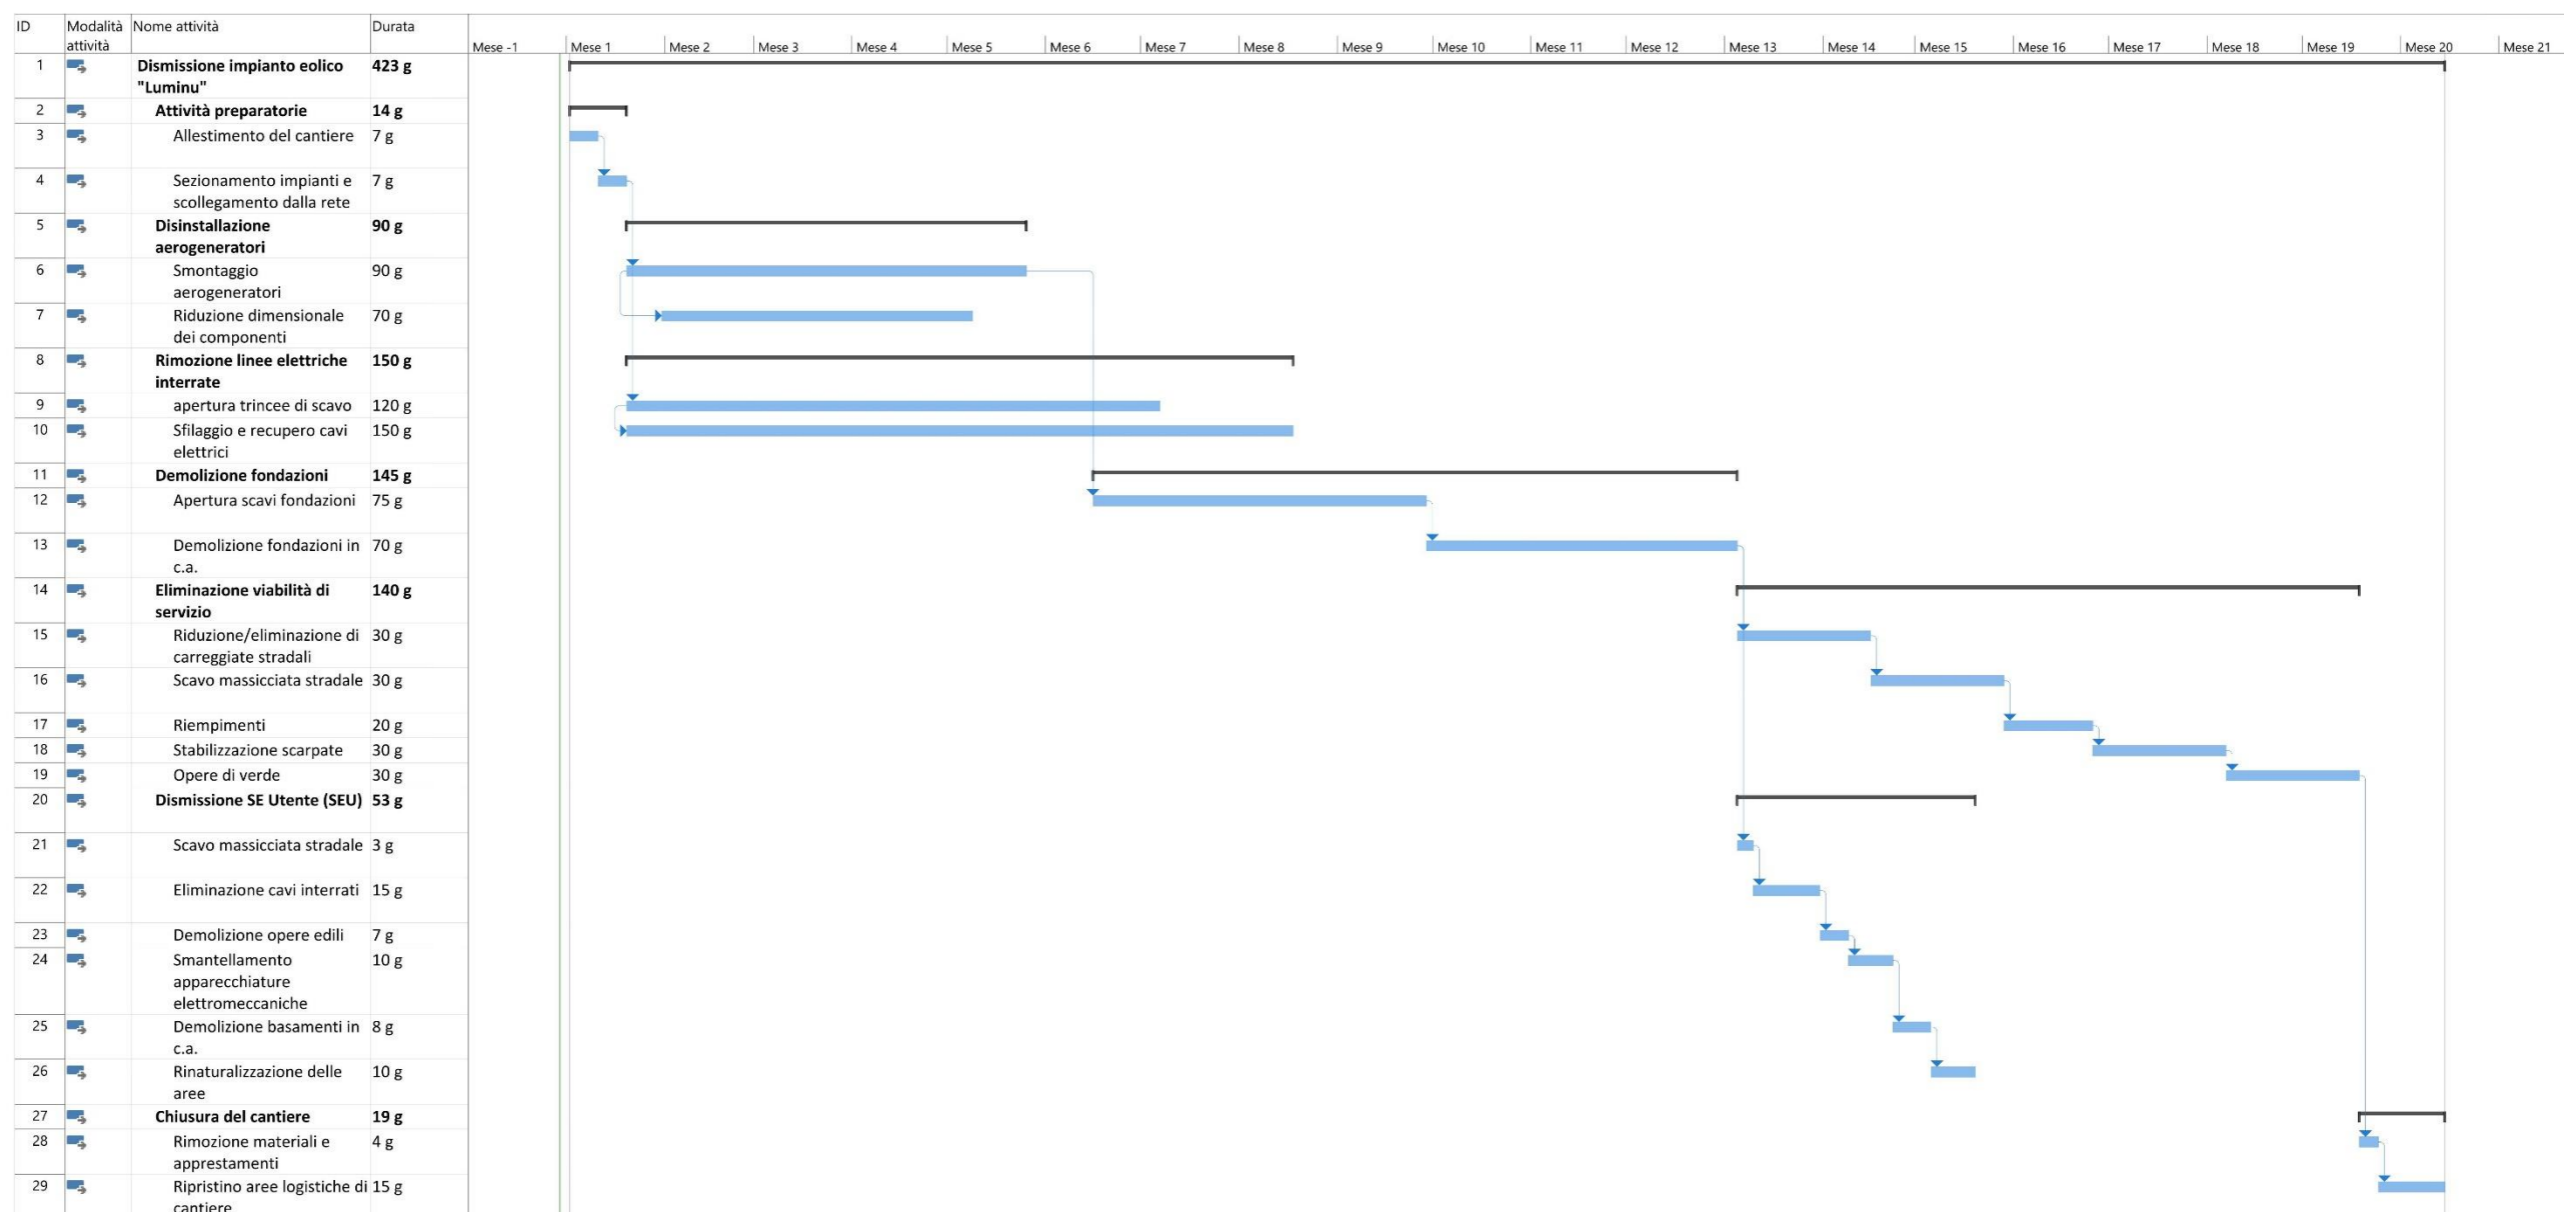 ID Modalità attività Nome attività Durata
Mese -1 Mese 1 Mese 2 Mese 3 Mese 4 Mese 5 Mese 6 Mese 7 Mese 8 Mese 9 Mese 10 Mese 11 Mese 12 Mese 13 Mese 14 Mese 15 Mese 16 Mese 17 Mese 18 Mese 19 Mese 20 Mese 21
1 Dismissione impianto eolico 423 g
"Luminu"
2 Attività preparatorie 14 g
3 Allestimento del cantiere 7 g
4 Sezionamento impianti e 7 g
scollegamento dalla rete
5 Disinstallazione 90 g
aerogeneratori
6 Smontaggio 90 g
aerogeneratori
7 Riduzione dimensionale 70 g
dei componenti
8 Rimozione linee elettriche 150 g
interrate
9 apertura trincee di scavo 120 g
10 Sfilaggio e recupero cavi 150 g
elettrici
11 Demolizione fondazioni 145 g
12 Apertura scavi fondazioni 75 g
13 Demolizione fondazioni in 70 g
c.a.
14 Eliminazione viabilità di 140 g
servizio
15 Riduzione/eliminazione di 30 g
carreggiate stradali
16 Scavo massicciata stradale 30 g
17 Riempimenti 20 g
18 Stabilizzazione scarpate 30 g
19 Opere di verde 30 g
20 Dismissione SE Utente (SEU) 53 g
21 Scavo massicciata stradale 3 g
22 Eliminazione cavi interrati 15 g
23 Demolizione opere edili 7 g
24 Smantellamento 10 g
apparecchiature
elettromeccaniche
25 Demolizione basamenti in 8 g
c.a.
26 Rinaturalizzazione delle 10 g
aree
27 Chiusura del cantiere 19 g
28 Rimozione materiali e 4 g
apprestamenti
29 Ripristino aree logistiche di 15 g
cantiere